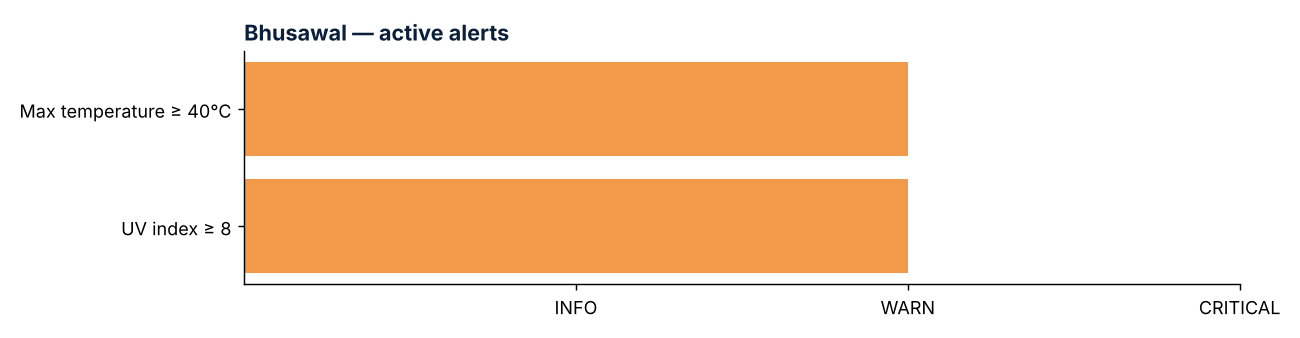 Bhusawal — active alerts
Max temperature ≥ 40°C
UV index ≥ 8
INFO WARN CRITICAL